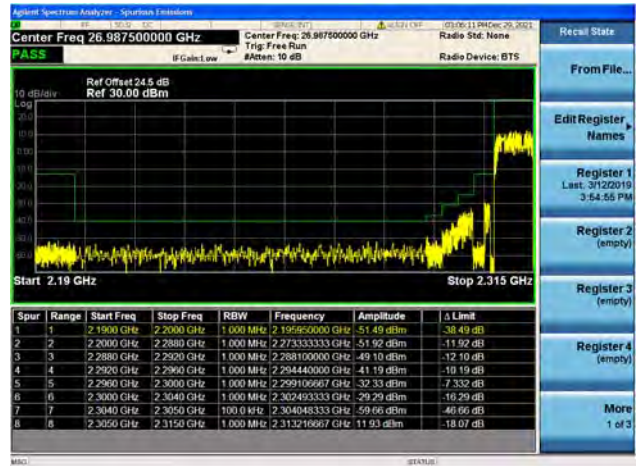 Agilent Spectrum Analyzer - Spurious Emissions
RF 50 Ω DC SENSE:INT ALIGN OFF 03:06:11 PM Dec 29, 2021
Center Freq 26.987500000 GHz
Center Freq: 26.987500000 GHz
Radio Std: None
Trig: Free Run
PASS
IFGain:Low
#Atten: 10 dB
Radio Device: BTS
Ref Offset 24.5 dB
10 dB/div Ref 30.00 dBm
Log
20.0
10.0
Start 2.19 GHz
Stop 2.315 GHz
Spur Range Start Freq Stop Freq RBW Frequency Amplitude Δ Limit
1 1 2.1900 GHz 2.2000 GHz 1.000 MHz 2.195950000 GHz -51.49 dBm -38.49 dB
2 2 2.2000 GHz 2.2880 GHz 1.000 MHz 2.273333333 GHz -51.92 dBm -11.92 dB
3 3 2.2880 GHz 2.2920 GHz 1.000 MHz 2.288100000 GHz -49.10 dBm -12.10 dB
4 4 2.2920 GHz 2.2960 GHz 1.000 MHz 2.294440000 GHz -41.19 dBm -10.19 dB
5 5 2.2960 GHz 2.3000 GHz 1.000 MHz 2.299106667 GHz -32.33 dBm -7.332 dB
6 6 2.3000 GHz 2.3040 GHz 1.000 MHz 2.302493333 GHz -29.29 dBm -16.29 dB
7 7 2.3040 GHz 2.3050 GHz 100.0 kHz 2.304048333 GHz -59.66 dBm -46.66 dB
8 8 2.3050 GHz 2.3150 GHz 1.000 MHz 2.313216667 GHz 11.93 dBm -18.07 dB
MSG
STATUS
Recall State
From File...
Edit Register
Names
Register 1
Last: 3/12/2019
3:54:55 PM
Register 2
(empty)
Register 3
(empty)
Register 4
(empty)
More
1 of 3